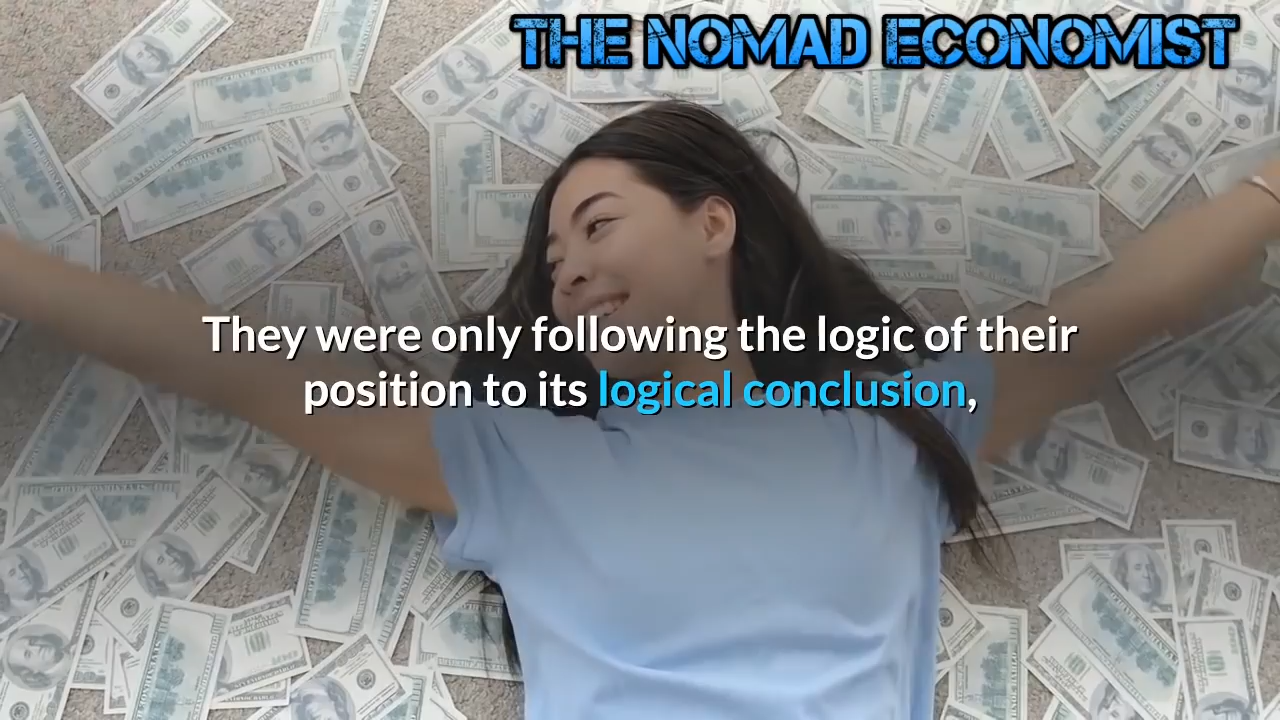 THE NOMAD ECONOMIST
They were only following the logic of their
position to its logical conclusion,